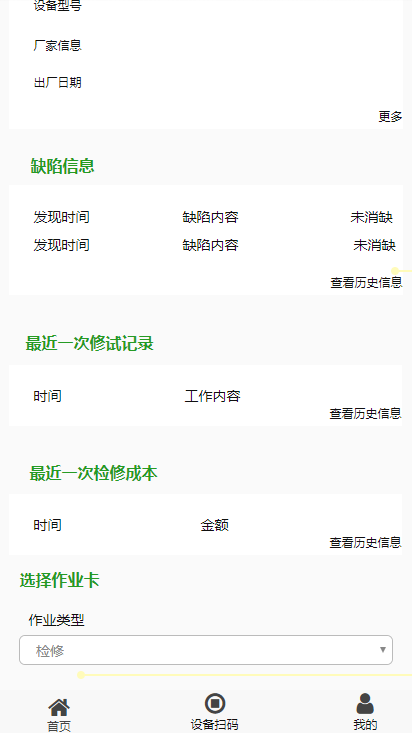 设备型号
厂家信息
出厂日期
更多
缺陷信息
发现时间 缺陷内容 未消缺
发现时间 缺陷内容 未消缺
查看历史信息
最近一次修试记录
时间 工作内容
查看历史信息
最近一次检修成本
时间 金额
查看历史信息
选择作业卡
作业类型
检修
首页 设备扫码 我的